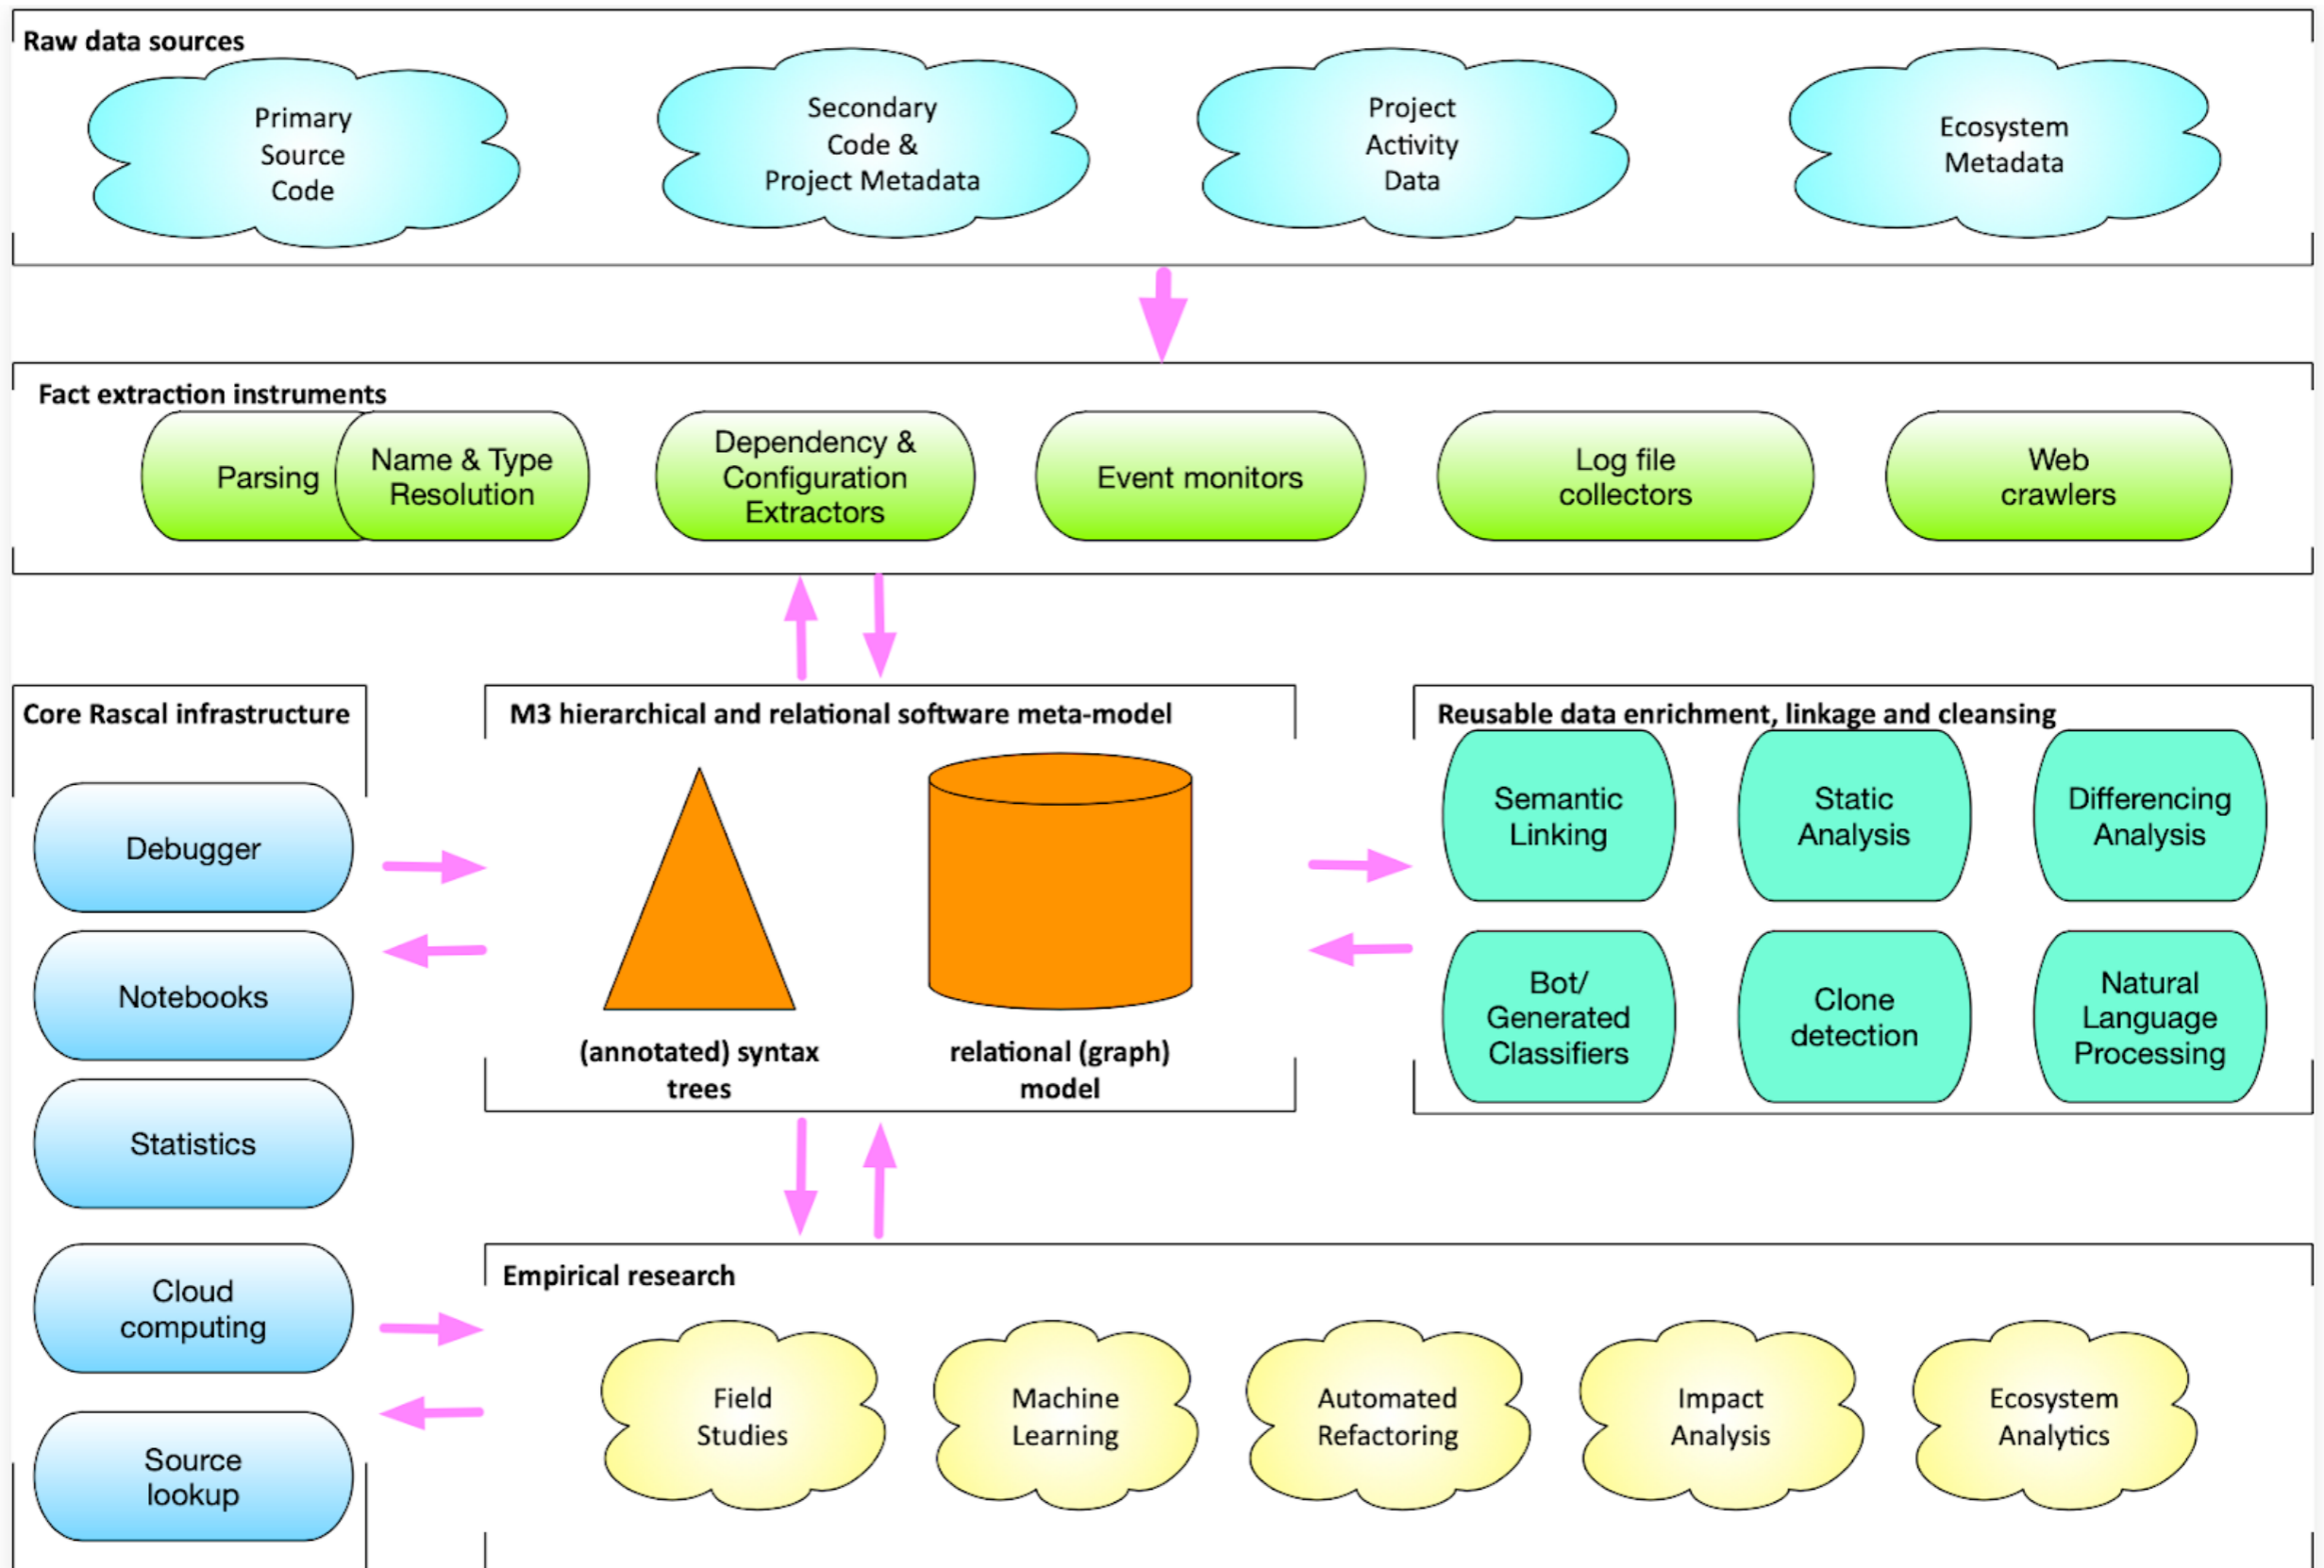 Raw data sources
Primary
Source
Code
Secondary
Code &
Project Metadata
Project
Activity
Data
Ecosystem
Metadata
Fact extraction instruments
Parsing
Name & Type
Resolution
Dependency &
Configuration
Extractors
Event monitors
Log file
collectors
Web
crawlers
Core Rascal infrastructure
Debugger
Notebooks
Statistics
Cloud
computing
Source
lookup
M3 hierarchical and relational software meta-model
(annotated) syntax
trees
relational (graph)
model
Reusable data enrichment, linkage and cleansing
Semantic
Linking
Static
Analysis
Differencing
Analysis
Bot/
Generated
Classifiers
Clone
detection
Natural
Language
Processing
Empirical research
Field
Studies
Machine
Learning
Automated
Refactoring
Impact
Analysis
Ecosystem
Analytics